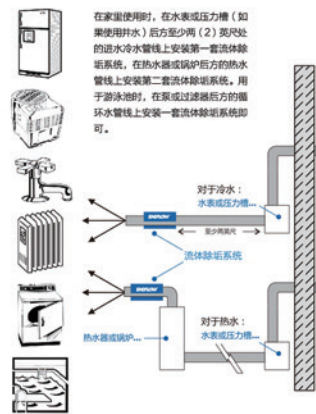 在家里使用时，在水表或压力槽（如
果使用井水）后方至少两（2）英尺处
的进水冷水管线上安装第一套流体除
垢系统，在热水器或锅炉后方的热水
管线上安装第二套流体除垢系统。用
于游泳池时，在泵或过滤器后方的循
环水管线上安装一套流体除垢系统即
可。
对于冷水：
水表或压力槽...
至少两英尺
流体除垢系统
热水器或锅炉...
对于热水：
水表或压力槽...